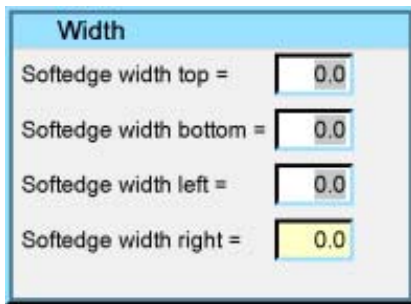 Width
Softedge width top = 0.0
Softedge width bottom = 0.0
Softedge width left = 0.0
Softedge width right = 0.0